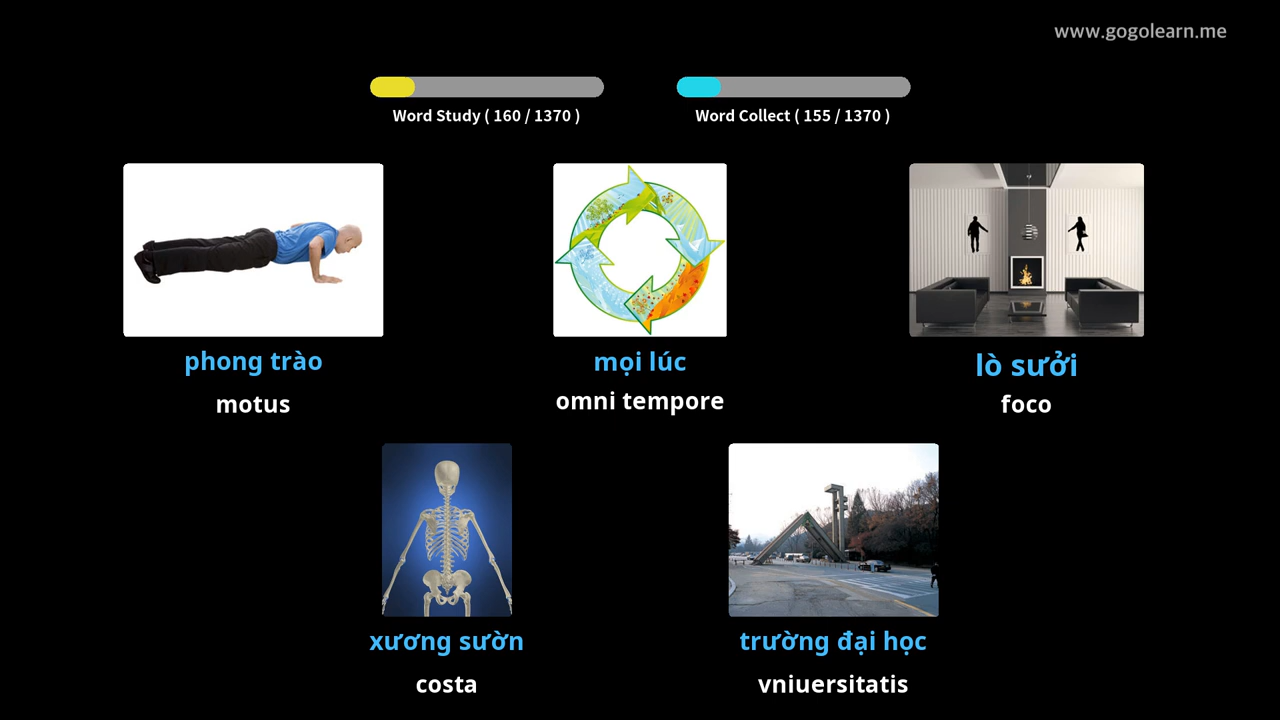 www.gogolearn.me
Word Study ( 160 / 1370 )
Word Collect ( 155 / 1370 )
phong trào
motus
mọi lúc
omni tempore
lò sưởi
foco
xương sườn
costa
trường đại học
vniuersitatis